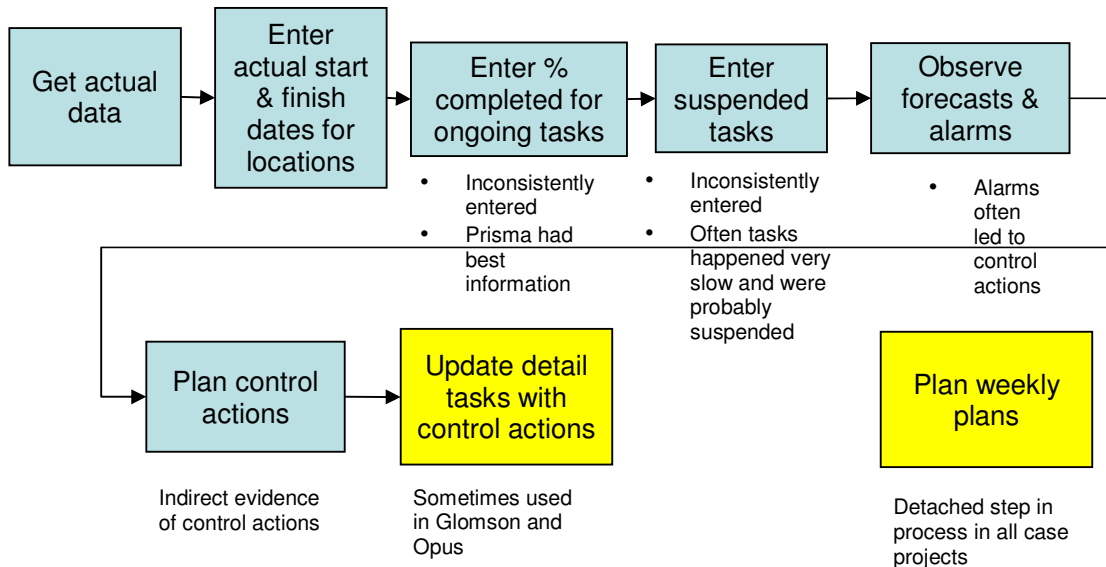 Get actual
data
Enter
actual start
& finish
dates for
locations
Enter %
completed for
ongoing tasks
Enter
suspended
tasks
Observe
forecasts &
alarms
• Inconsistently
entered
• Prisma had
best
information
• Inconsistently
entered
• Often tasks
happened very
slow and were
probably
suspended
• Alarms
often
led to
control
actions
Plan control
actions
Update detail
tasks with
control actions
Plan weekly
plans
Indirect evidence
of control actions
Sometimes used
in Glomson and
Opus
Detached step in
process in all case
projects